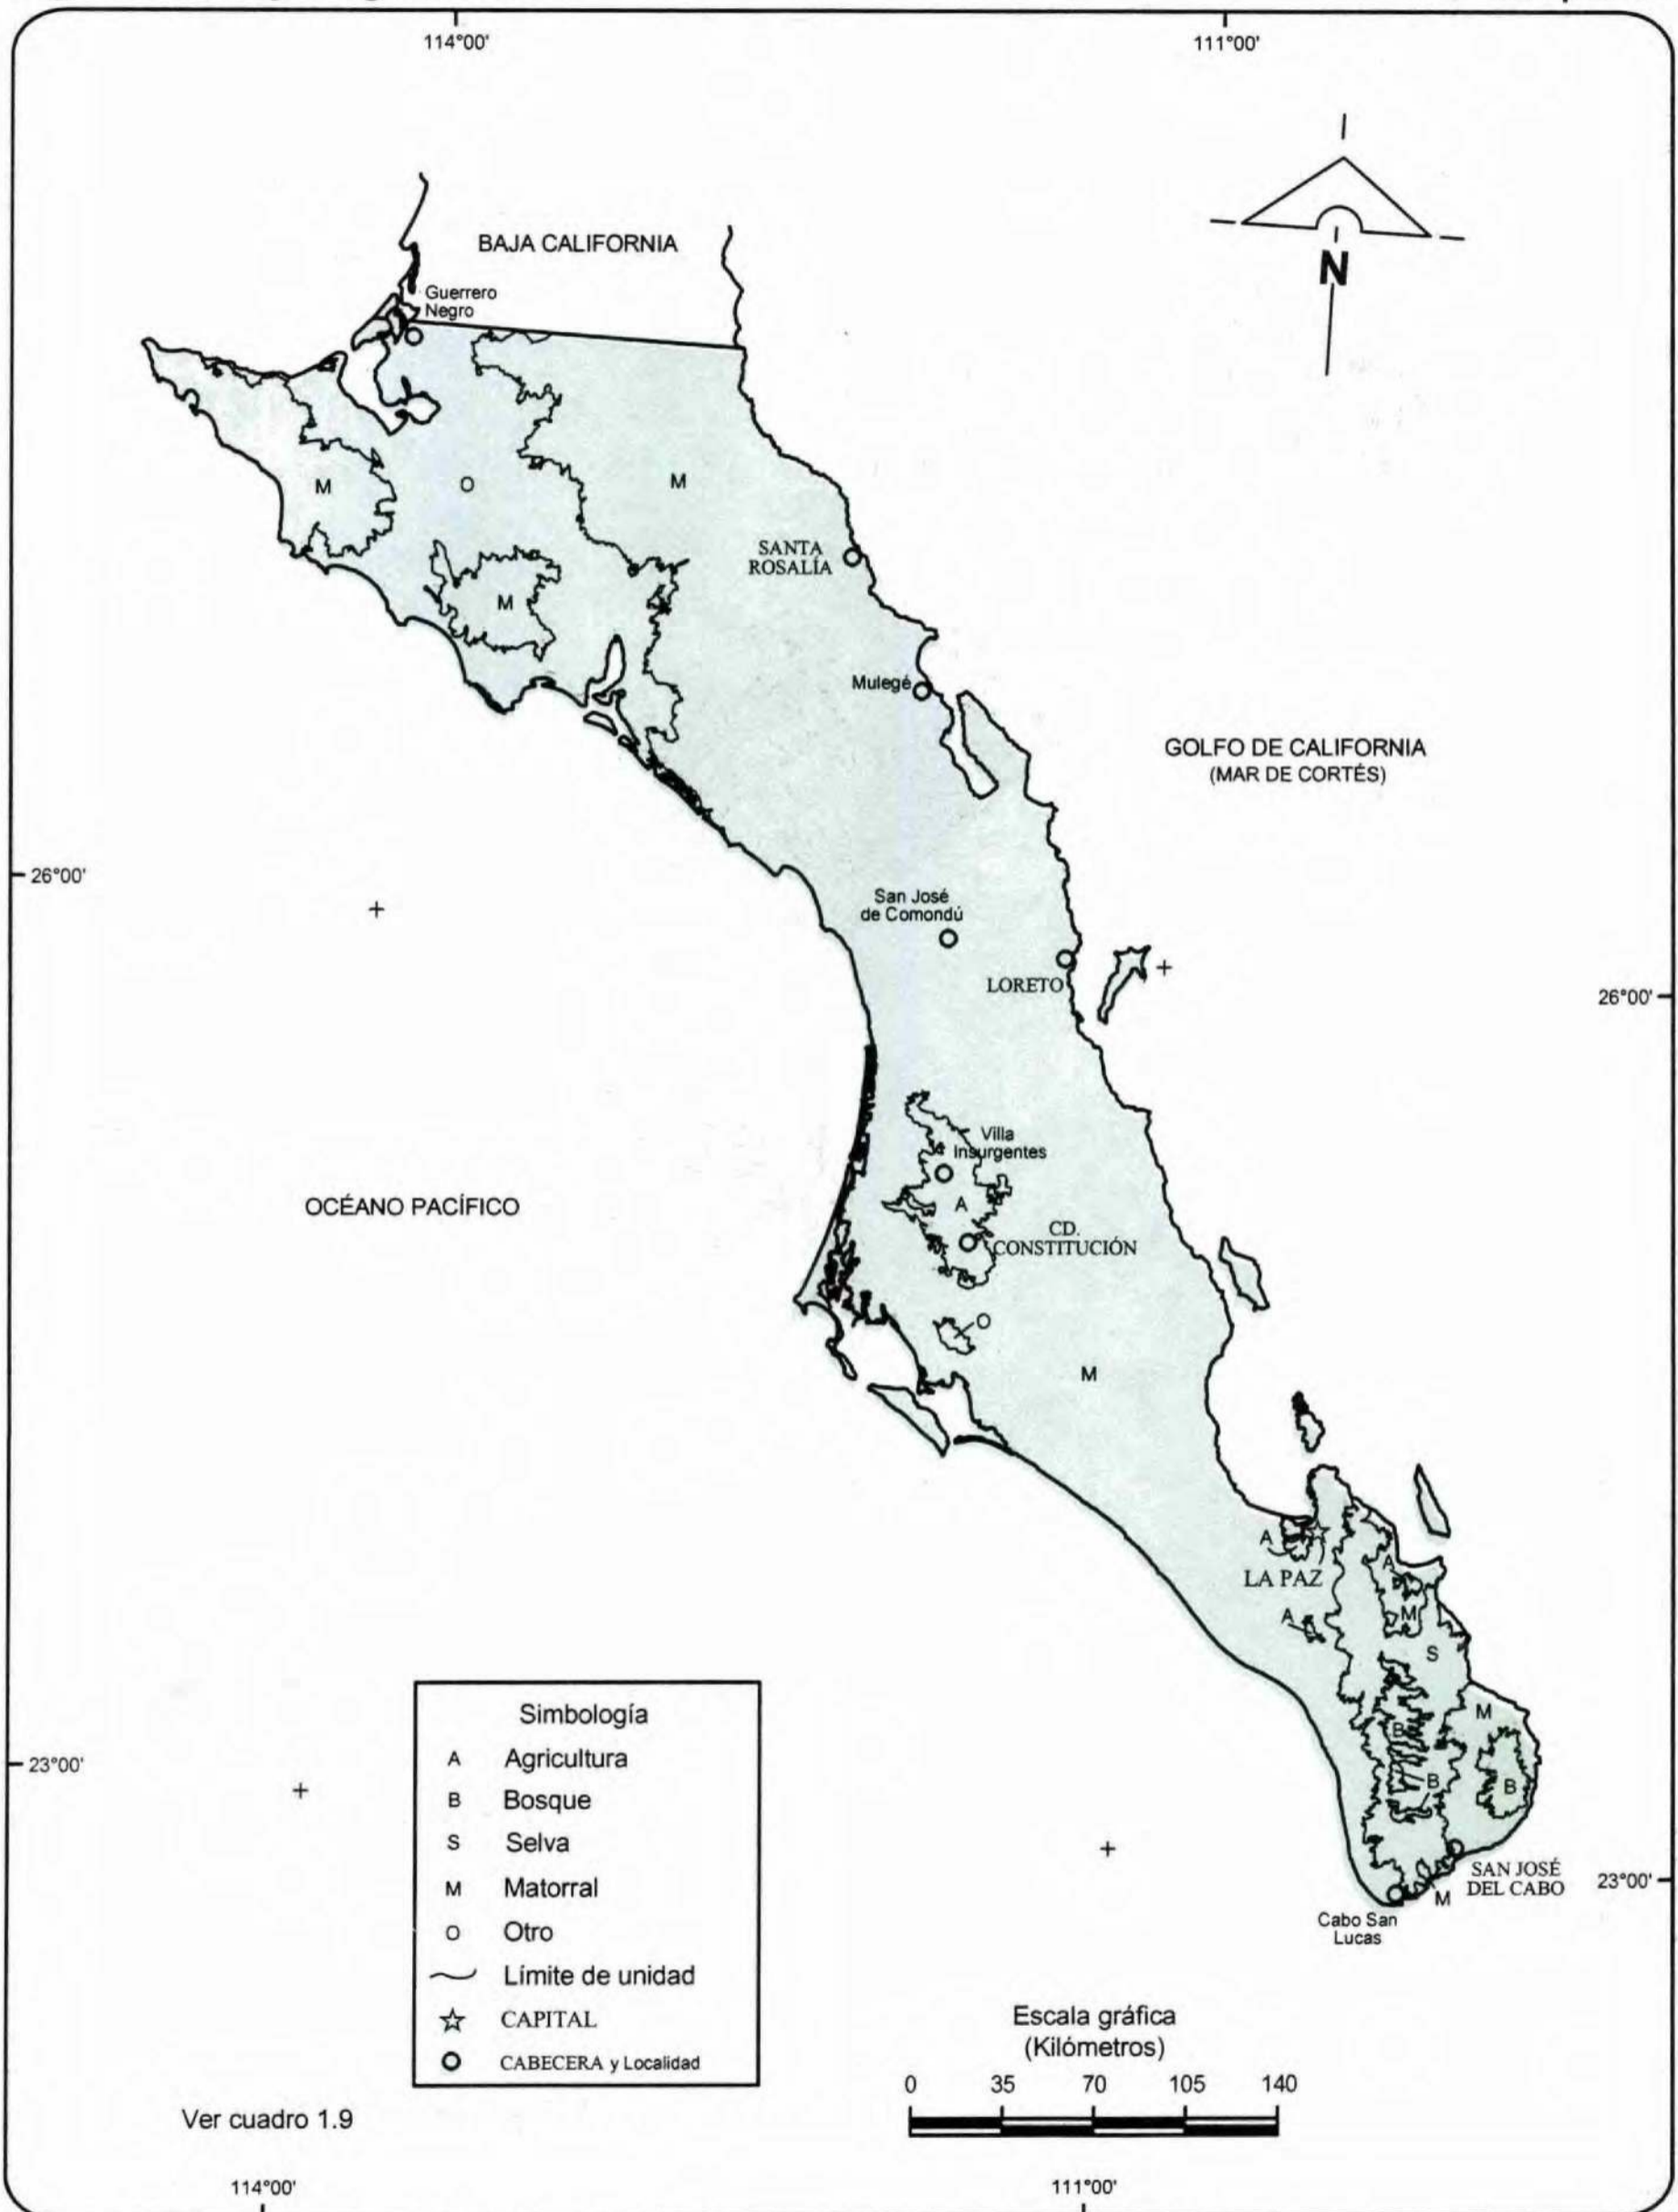 114°00'
111°00'
BAJA CALIFORNIA
N
Guerrero
Negro
M
O
M
SANTA
ROSALÍA
M
Mulegé
GOLFO DE CALIFORNIA
(MAR DE CORTÉS)
26°00'
San José
de Comondú
LORETO
26°00'
Villa
Insurgentes
A
OCÉANO PACÍFICO
CD.
CONSTITUCIÓN
O
M
A
LA PAZ
A
M
A
S
M
B
B
B
23°00'
SAN JOSÉ
DEL CABO
23°00'
M
Cabo San
Lucas
Simbología
A Agricultura
B Bosque
S Selva
M Matorral
O Otro
Límite de unidad
CAPITAL
CABECERA y Localidad
Escala gráfica
(Kilómetros)
0 35 70 105 140
Ver cuadro 1.9
114°00'
111°00'